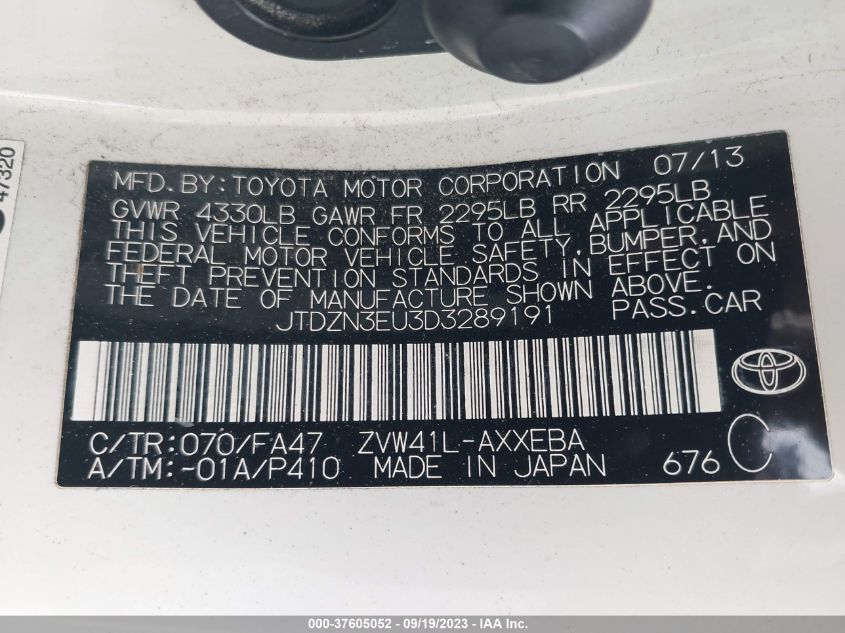 47320
MFD. BY: TOYOTA MOTOR CORPORATION 07/13
GVWR 4330LB GAWR FR 2295LB RR 2295LB
THIS VEHICLE CONFORMS TO ALL APPLICABLE
FEDERAL MOTOR VEHICLE SAFETY, BUMPER, AND
THEFT PREVENTION STANDARDS IN EFFECT ON
THE DATE OF MANUFACTURE SHOWN ABOVE.
JTDZN3EU3D3289191 PASS. CAR
C/TR: 070/FA47 ZVW41L-AXXEBA
A/TM: -01A/P410 MADE IN JAPAN 676 C
000-37605052 - 09/19/2023 - IAA Inc.